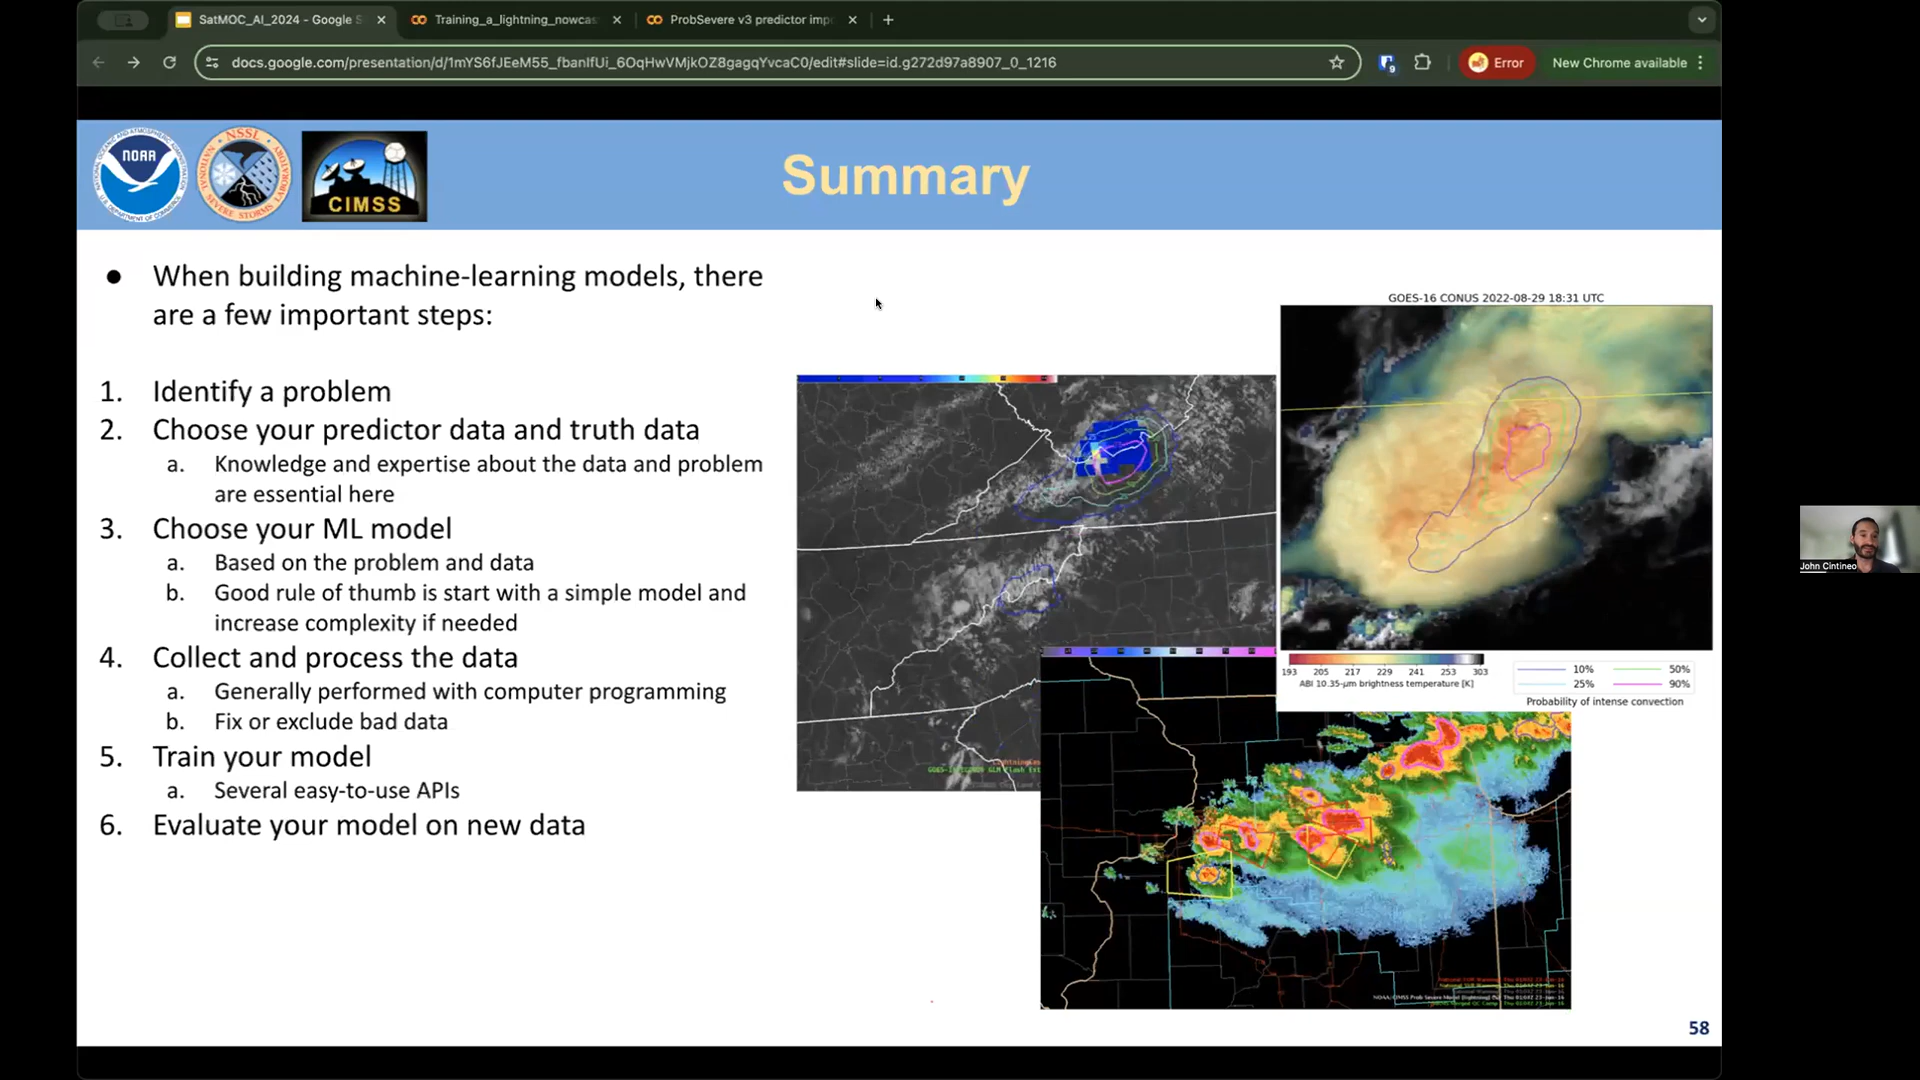 SatMOC_AI_2024 - Google S
Training_a_lightning_nowcas
ProbSevere v3 predictor imp
docs.google.com/presentation/d/1mYS6fJEeM55_fbanIfUi_6OqHwVMjkOZ8gagqYvcaC0/edit#slide=id.g272d97a8907_0_1216
9
Error
New Chrome available
NOAA
NSSL
NATIONAL SEVERE STORMS LABORATORY
CIMSS
Summary
● When building machine-learning models, there
are a few important steps:
1. Identify a problem
2. Choose your predictor data and truth data
a. Knowledge and expertise about the data and problem
are essential here
3. Choose your ML model
a. Based on the problem and data
b. Good rule of thumb is start with a simple model and
increase complexity if needed
4. Collect and process the data
a. Generally performed with computer programming
b. Fix or exclude bad data
5. Train your model
a. Several easy-to-use APIs
6. Evaluate your model on new data
GOES-16 CONUS 2022-08-29 18:31 UTC
193 205 217 229 241 253 303
ABI 10.35-μm brightness temperature [K]
10% 50%
25% 90%
Probability of intense convection
58
John Cintineo